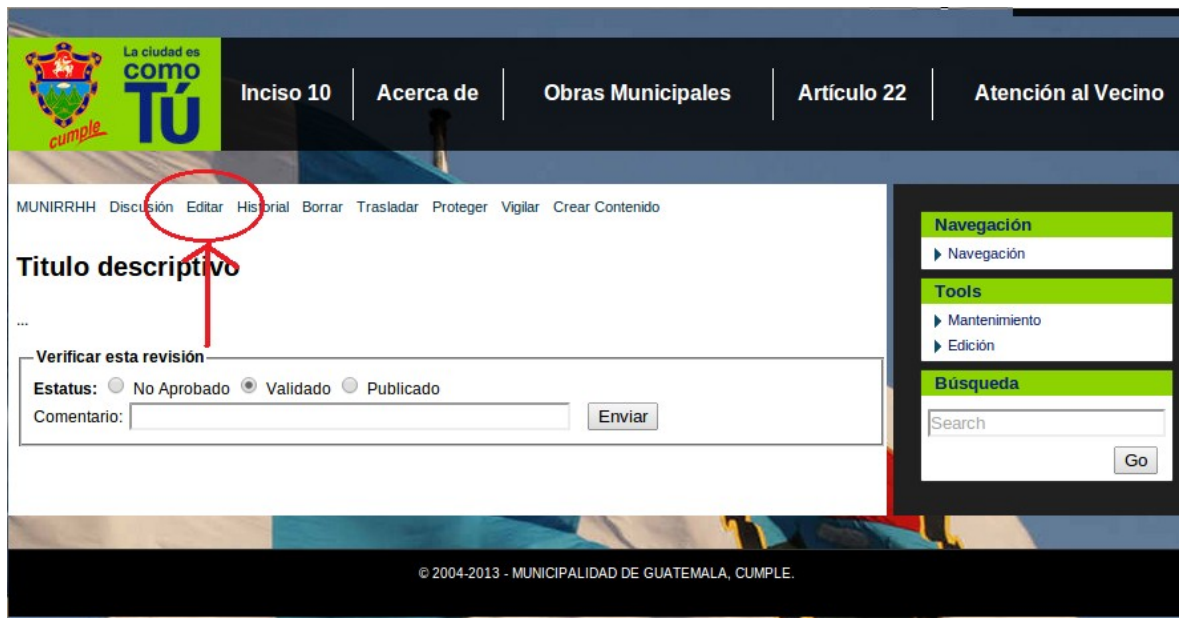 La ciudad es
como
TÚ
cumple
Inciso 10 Acerca de Obras Municipales Artículo 22 Atención al Vecino
MUNIRRHH Discusión Editar Historial Borrar Trasladar Proteger Vigilar Crear Contenido
Titulo descriptivo
...
Verificar esta revisión
Estatus: No Aprobado Validado Publicado
Comentario: Enviar
Navegación
Navegación
Tools
Mantenimiento
Edición
Búsqueda
Search
Go
© 2004-2013 - MUNICIPALIDAD DE GUATEMALA, CUMPLE.